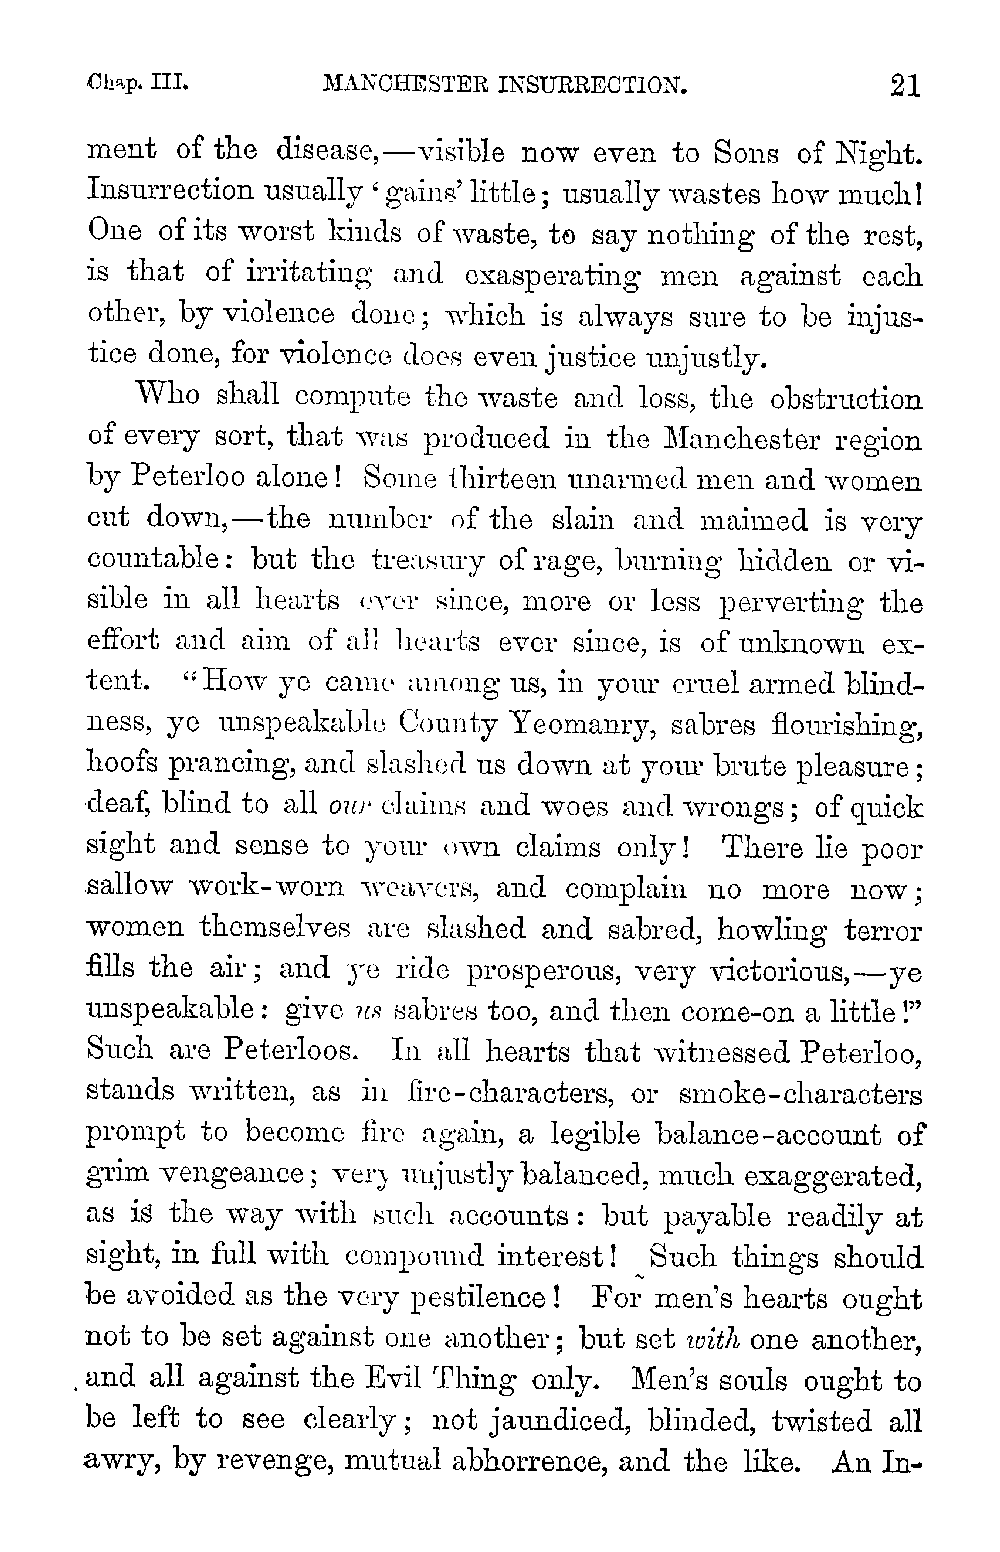 Chap. III. MANCHESTER INSURRECTION. 21
ment of the disease,—visible now even to Sons of Night.
Insurrection usually ‘gains’ little; usually wastes how much!
One of its worst kinds of waste, to say nothing of the rest,
is that of irritating and exasperating men against each
other, by violence done; which is always sure to be injus-
tice done, for violence does even justice unjustly.
Who shall compute the waste and loss, the obstruction
of every sort, that was produced in the Manchester region
by Peterloo alone! Some thirteen unarmed men and women
cut down,—the number of the slain and maimed is very
countable: but the treasury of rage, burning hidden or vi-
sible in all hearts ever since, more or less perverting the
effort and aim of all hearts ever since, is of unknown ex-
tent. “How ye came among us, in your cruel armed blind-
ness, ye unspeakable County Yeomanry, sabres flourishing,
hoofs prancing, and slashed us down at your brute pleasure;
deaf, blind to all our claims and woes and wrongs; of quick
sight and sense to your own claims only! There lie poor
sallow work-worn weavers, and complain no more now;
women themselves are slashed and sabred, howling terror
fills the air; and ye ride prosperous, very victorious,—ye
unspeakable: give us sabres too, and then come-on a little!”
Such are Peterloos. In all hearts that witnessed Peterloo,
stands written, as in fire-characters, or smoke-characters
prompt to become fire again, a legible balance-account of
grim vengeance; very unjustly balanced, much exaggerated,
as is the way with such accounts: but payable readily at
sight, in full with compound interest! Such things should
be avoided as the very pestilence! For men’s hearts ought
not to be set against one another; but set with one another,
and all against the Evil Thing only. Men’s souls ought to
be left to see clearly; not jaundiced, blinded, twisted all
awry, by revenge, mutual abhorrence, and the like. An In-